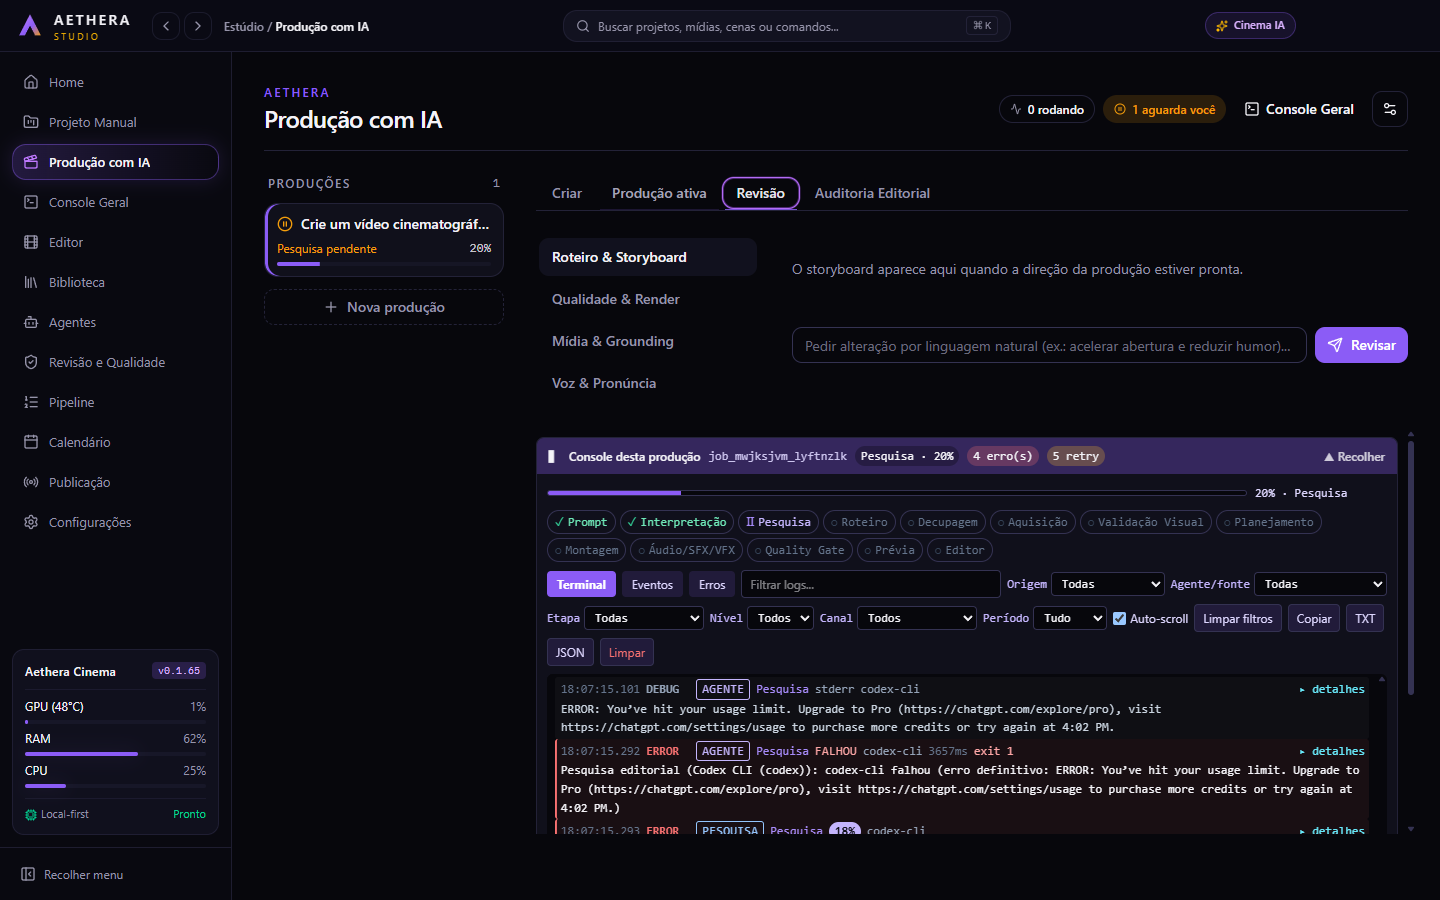 AETHERA
STUDIO
Estúdio / Produção com IA
Buscar projetos, mídias, cenas ou comandos...
⌘ K
Cinema IA
Home
Projeto Manual
Produção com IA
Console Geral
Editor
Biblioteca
Agentes
Revisão e Qualidade
Pipeline
Calendário
Publicação
Configurações
Aethera Cinema v0.1.65
GPU (48°C) 1%
RAM 62%
CPU 25%
Local-first Pronto
Recolher menu
AETHERA
Produção com IA
0 rodando
1 aguarda você
Console Geral
PRODUÇÕES 1
Crie um vídeo cinematográf...
Pesquisa pendente 20%
+ Nova produção
Criar Produção ativa Revisão Auditoria Editorial
Roteiro & Storyboard
Qualidade & Render
Mídia & Grounding
Voz & Pronúncia
O storyboard aparece aqui quando a direção da produção estiver pronta.
Pedir alteração por linguagem natural (ex.: acelerar abertura e reduzir humor)...
Revisar
Console desta produção job_mwjksjvm_lyftnzlk Pesquisa · 20% 4 erro(s) 5 retry ▲ Recolher
20% · Pesquisa
✓ Prompt ✓ Interpretação Ⅱ Pesquisa ○ Roteiro ○ Decupagem ○ Aquisição ○ Validação Visual ○ Planejamento
○ Montagem ○ Áudio/SFX/VFX ○ Quality Gate ○ Prévia ○ Editor
Terminal Eventos Erros Filtrar logs... Origem Todas Agente/fonte Todas
Etapa Todas Nível Todos Canal Todos Período Tudo Auto-scroll Limpar filtros Copiar TXT
JSON Limpar
18:07:15.101 DEBUG AGENTE Pesquisa stderr codex-cli ▸ detalhes
ERROR: You've hit your usage limit. Upgrade to Pro (https://chatgpt.com/explore/pro), visit
https://chatgpt.com/settings/usage to purchase more credits or try again at 4:02 PM.
18:07:15.292 ERROR AGENTE Pesquisa FALHOU codex-cli 3657ms exit 1 ▸ detalhes
Pesquisa editorial (Codex CLI (codex)): codex-cli falhou (erro definitivo: ERROR: You've hit your usage limit. Upgrade to
Pro (https://chatgpt.com/explore/pro), visit https://chatgpt.com/settings/usage to purchase more credits or try again at
4:02 PM.)
18:07:15.293 ERROR PESQUISA Pesquisa 18% codex-cli ▸ detalhes